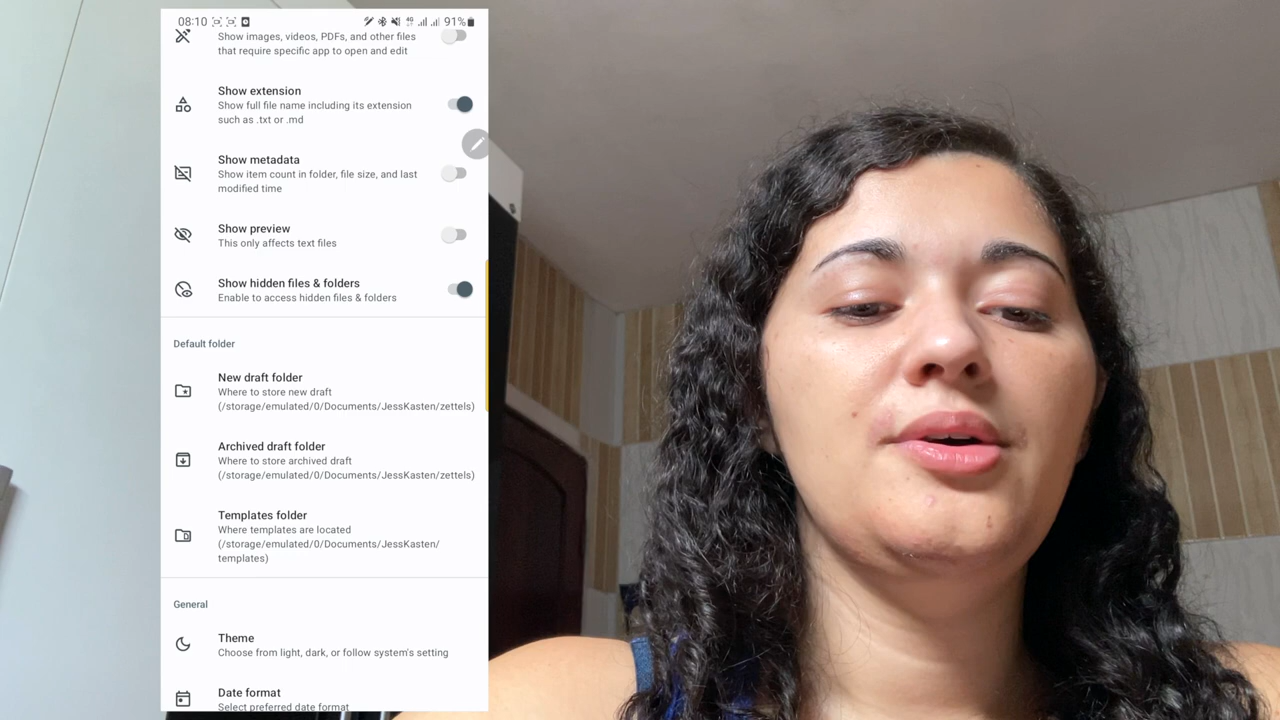 08:10 91%
Show images, videos, PDFs, and other files
that require specific app to open and edit
Show extension
Show full file name including its extension
such as .txt or .md
Show metadata
Show item count in folder, file size, and last
modified time
Show preview
This only affects text files
Show hidden files & folders
Enable to access hidden files & folders
Default folder
New draft folder
Where to store new draft
(/storage/emulated/0/Documents/JessKasten/zettels)
Archived draft folder
Where to store archived draft
(/storage/emulated/0/Documents/JessKasten/zettels)
Templates folder
Where templates are located
(/storage/emulated/0/Documents/JessKasten/
templates)
General
Theme
Choose from light, dark, or follow system's setting
Date format
Select preferred date format